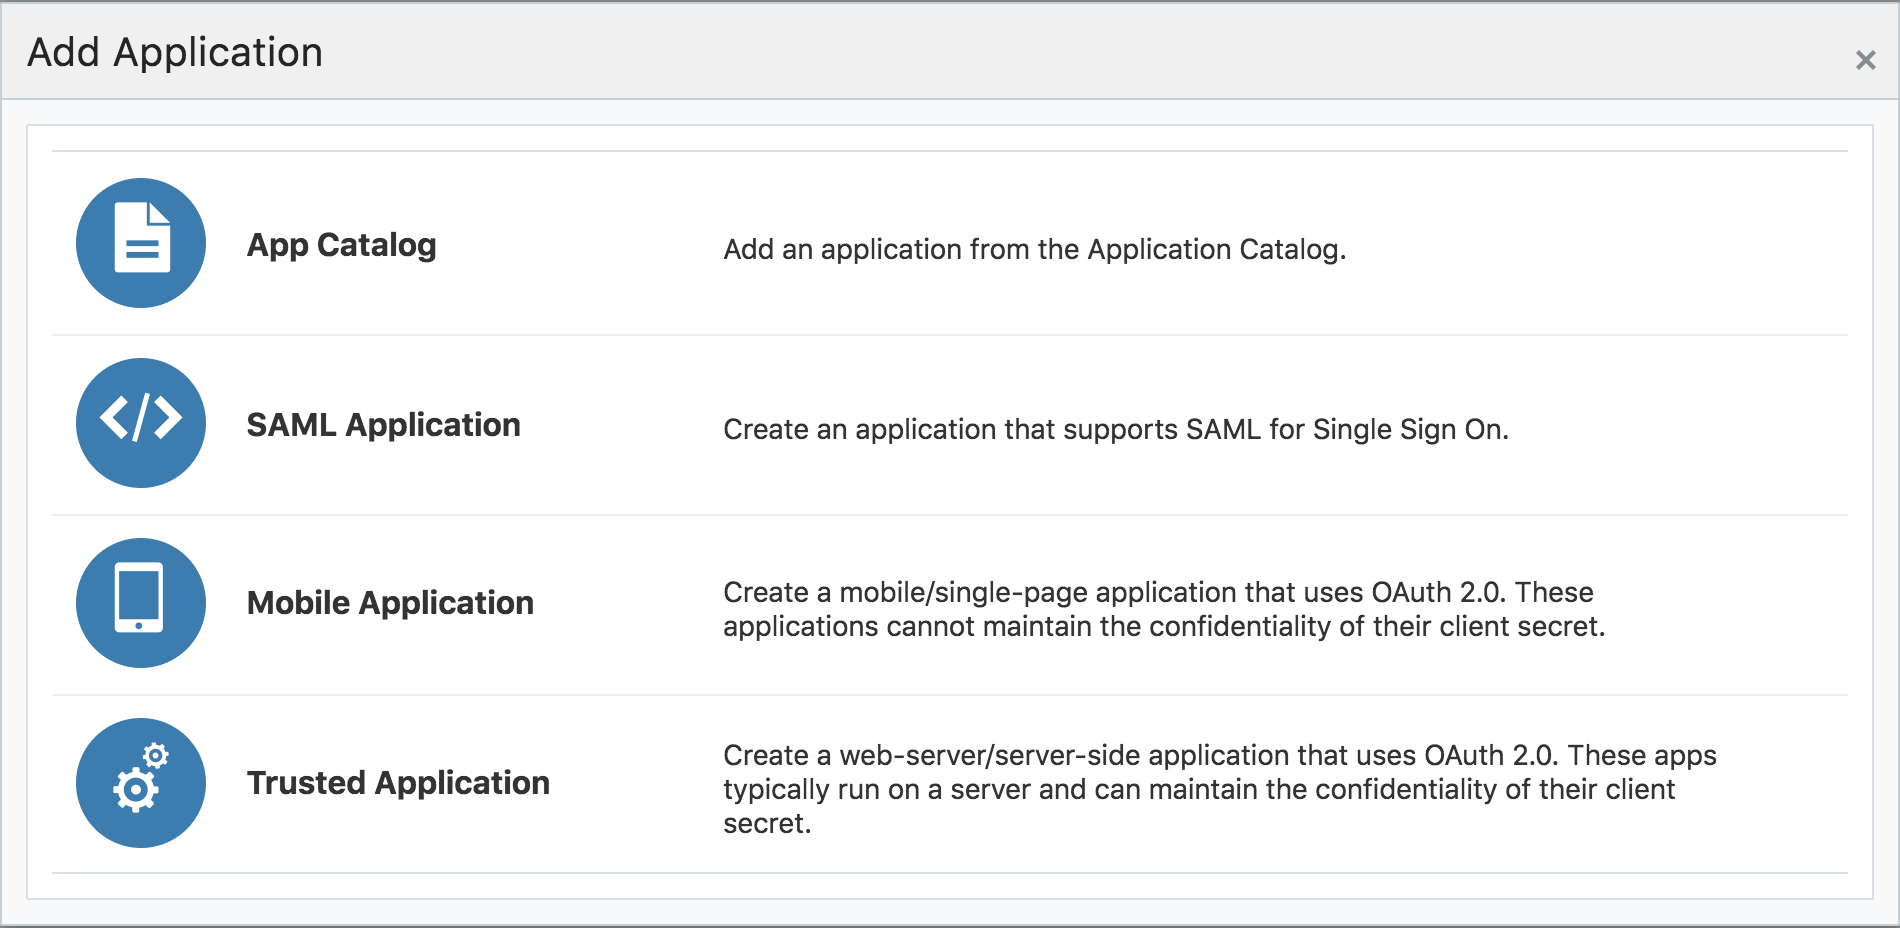 Add Application
App Catalog
Add an application from the Application Catalog.
SAML Application
Create an application that supports SAML for Single Sign On.
Mobile Application
Create a mobile/single-page application that uses OAuth 2.0. These
applications cannot maintain the confidentiality of their client secret.
Trusted Application
Create a web-server/server-side application that uses OAuth 2.0. These apps
typically run on a server and can maintain the confidentiality of their client
secret.